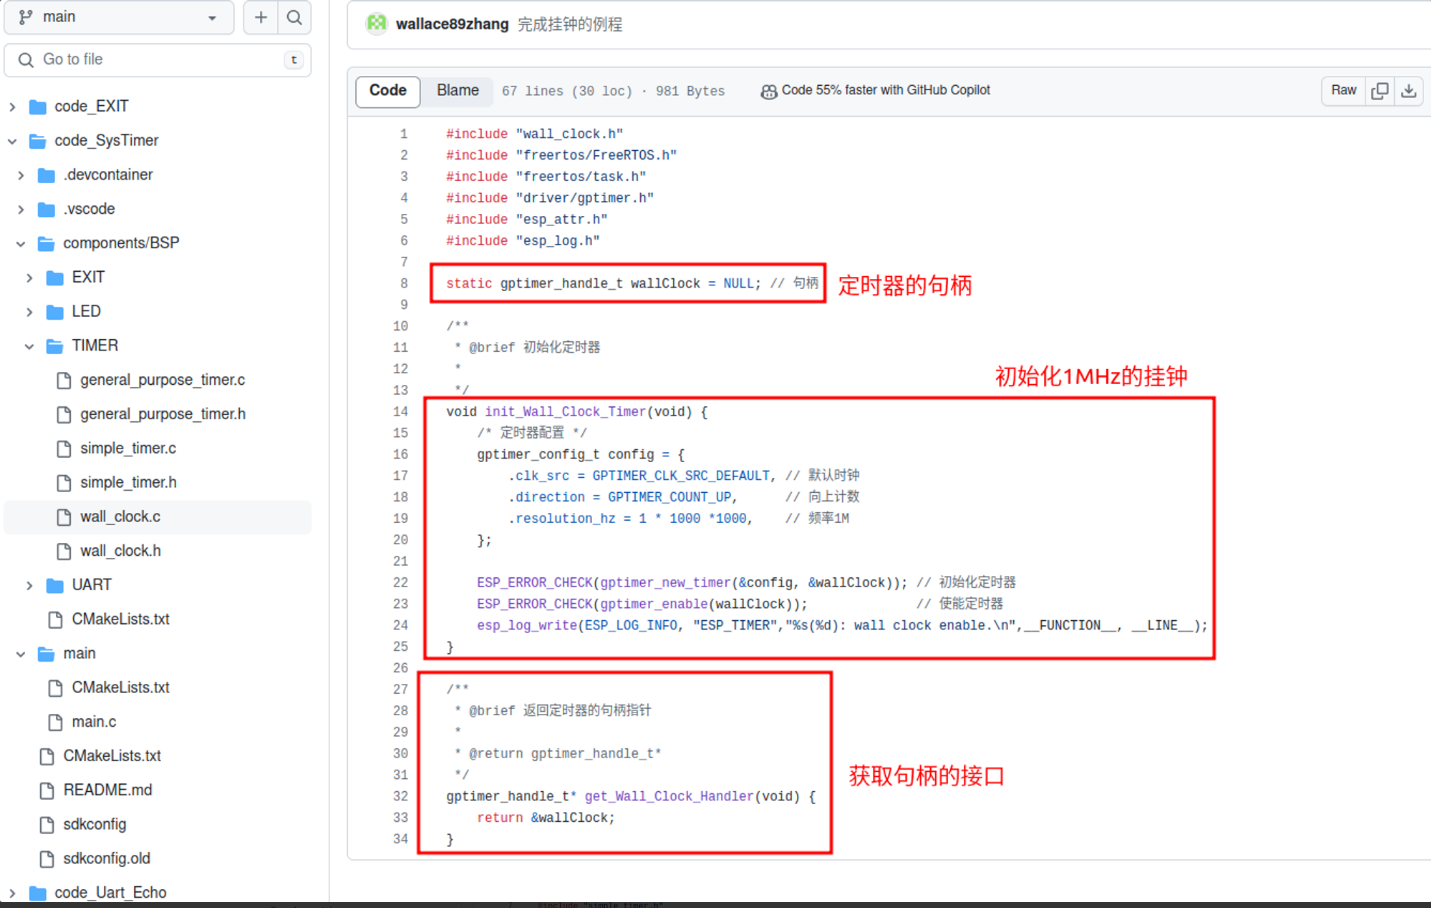 main
Go to file
t
code_EXIT
code_SysTimer
.devcontainer
.vscode
components/BSP
EXIT
LED
TIMER
general_purpose_timer.c
general_purpose_timer.h
simple_timer.c
simple_timer.h
wall_clock.c
wall_clock.h
UART
CMakeLists.txt
main
CMakeLists.txt
main.c
CMakeLists.txt
README.md
sdkconfig
sdkconfig.old
code_Uart_Echo
wallace89zhang 完成挂钟的例程
Code Blame 67 lines (30 loc) · 981 Bytes Code 55% faster with GitHub Copilot Raw
1 #include "wall_clock.h"
2 #include "freertos/FreeRTOS.h"
3 #include "freertos/task.h"
4 #include "driver/gptimer.h"
5 #include "esp_attr.h"
6 #include "esp_log.h"
7
8 static gptimer_handle_t wallClock = NULL; // 句柄 定时器的句柄
9
10 /**
11 * @brief 初始化定时器
12 *
初始化1MHz的挂钟
13 */
14 void init_Wall_Clock_Timer(void) {
15 /* 定时器配置 */
16 gptimer_config_t config = {
17 .clk_src = GPTIMER_CLK_SRC_DEFAULT, // 默认时钟
18 .direction = GPTIMER_COUNT_UP, // 向上计数
19 .resolution_hz = 1 * 1000 *1000, // 频率1M
20 };
21
22 ESP_ERROR_CHECK(gptimer_new_timer(&config, &wallClock)); // 初始化定时器
23 ESP_ERROR_CHECK(gptimer_enable(wallClock)); // 使能定时器
24 esp_log_write(ESP_LOG_INFO, "ESP_TIMER","%s(%d): wall clock enable.\n",__FUNCTION__, __LINE__);
25 }
26
27 /**
28 * @brief 返回定时器的句柄指针
29 *
30 * @return gptimer_handle_t*
31 */
获取句柄的接口
32 gptimer_handle_t* get_Wall_Clock_Handler(void) {
33 return &wallClock;
34 }